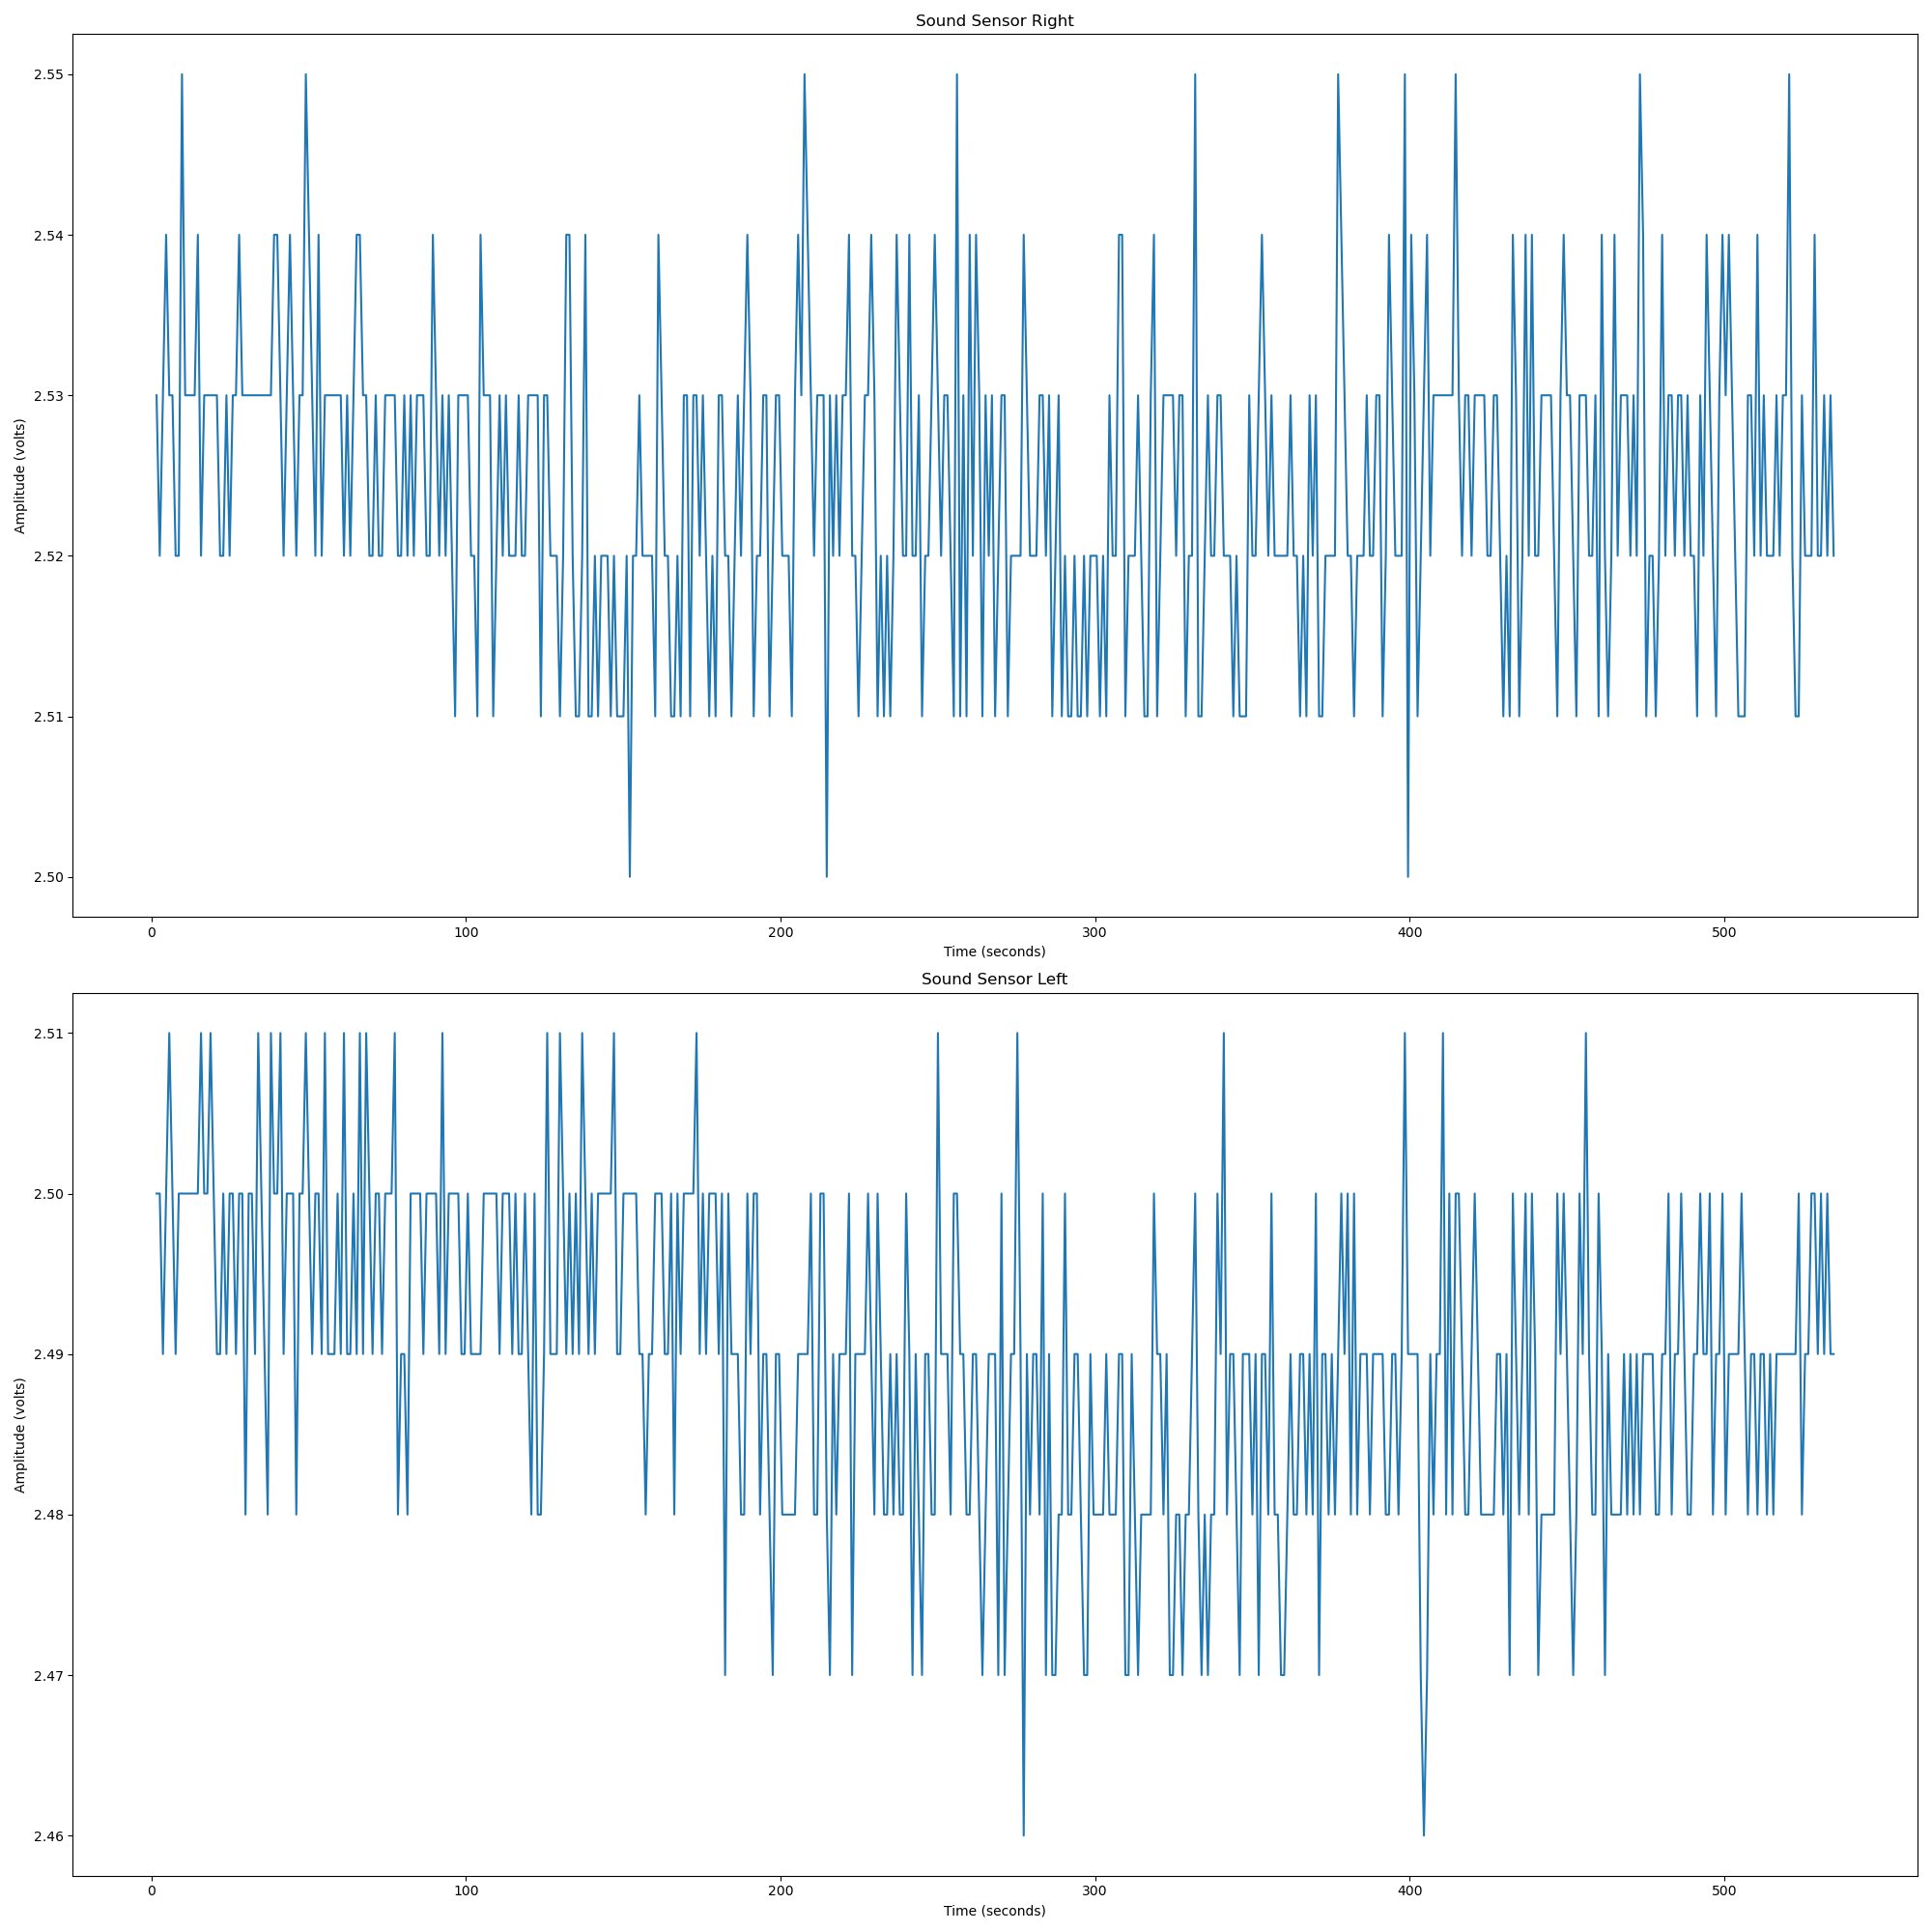 Sound Sensor Right
2.55
2.54
2.53
2.52
2.51
2.50
Amplitude (volts)
0 100 200 300 400 500
Time (seconds)
Sound Sensor Left
2.51
2.50
2.49
2.48
2.47
2.46
Amplitude (volts)
0 100 200 300 400 500
Time (seconds)